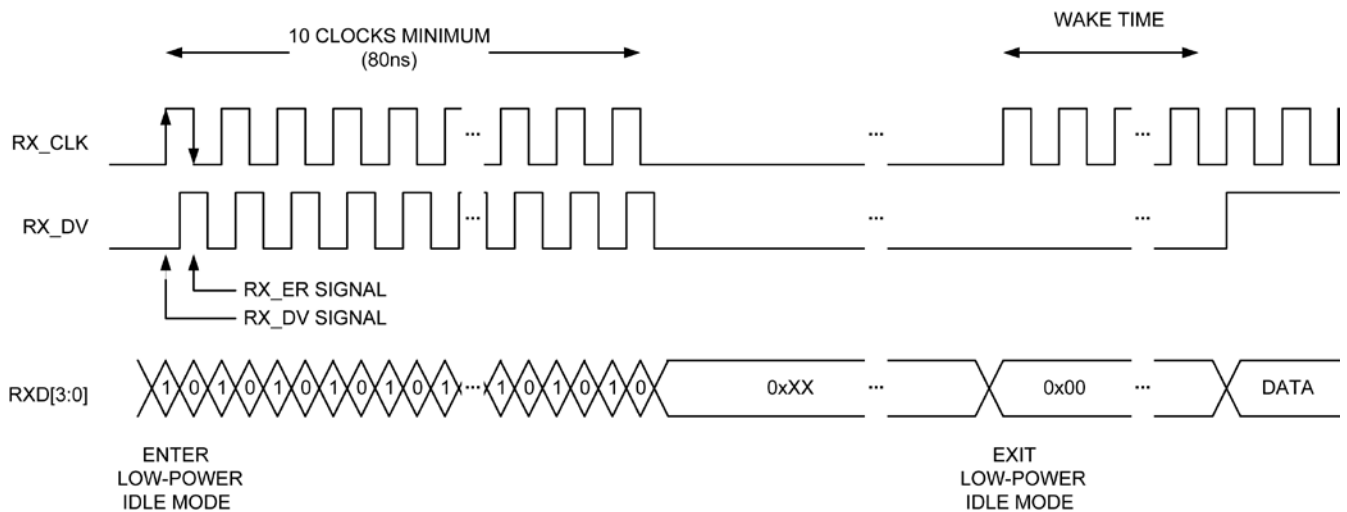 10 CLOCKS MINIMUM
(80ns)
WAKE TIME
RX_CLK
...
...
...
RX_DV
...
...
...
RX_ER SIGNAL
RX_DV SIGNAL
RXD[3:0]
1 0 1 0 1 0 1 0 1 0 1 ... 1 0 1 0 1 0 0xXX ... 0x00 ... DATA
ENTER
LOW-POWER
IDLE MODE
EXIT
LOW-POWER
IDLE MODE